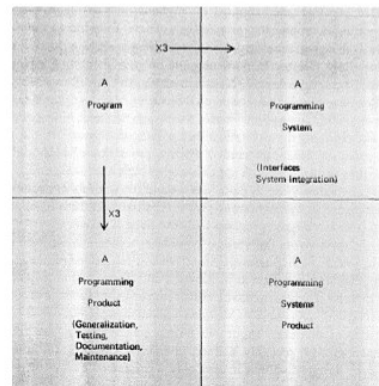 X3
A
Program
A
Programming
System
(Interfaces
System Integration)
X3
A
Programming
Product
(Generalization,
Testing,
Documentation,
Maintenance)
A
Programming
Systems
Product